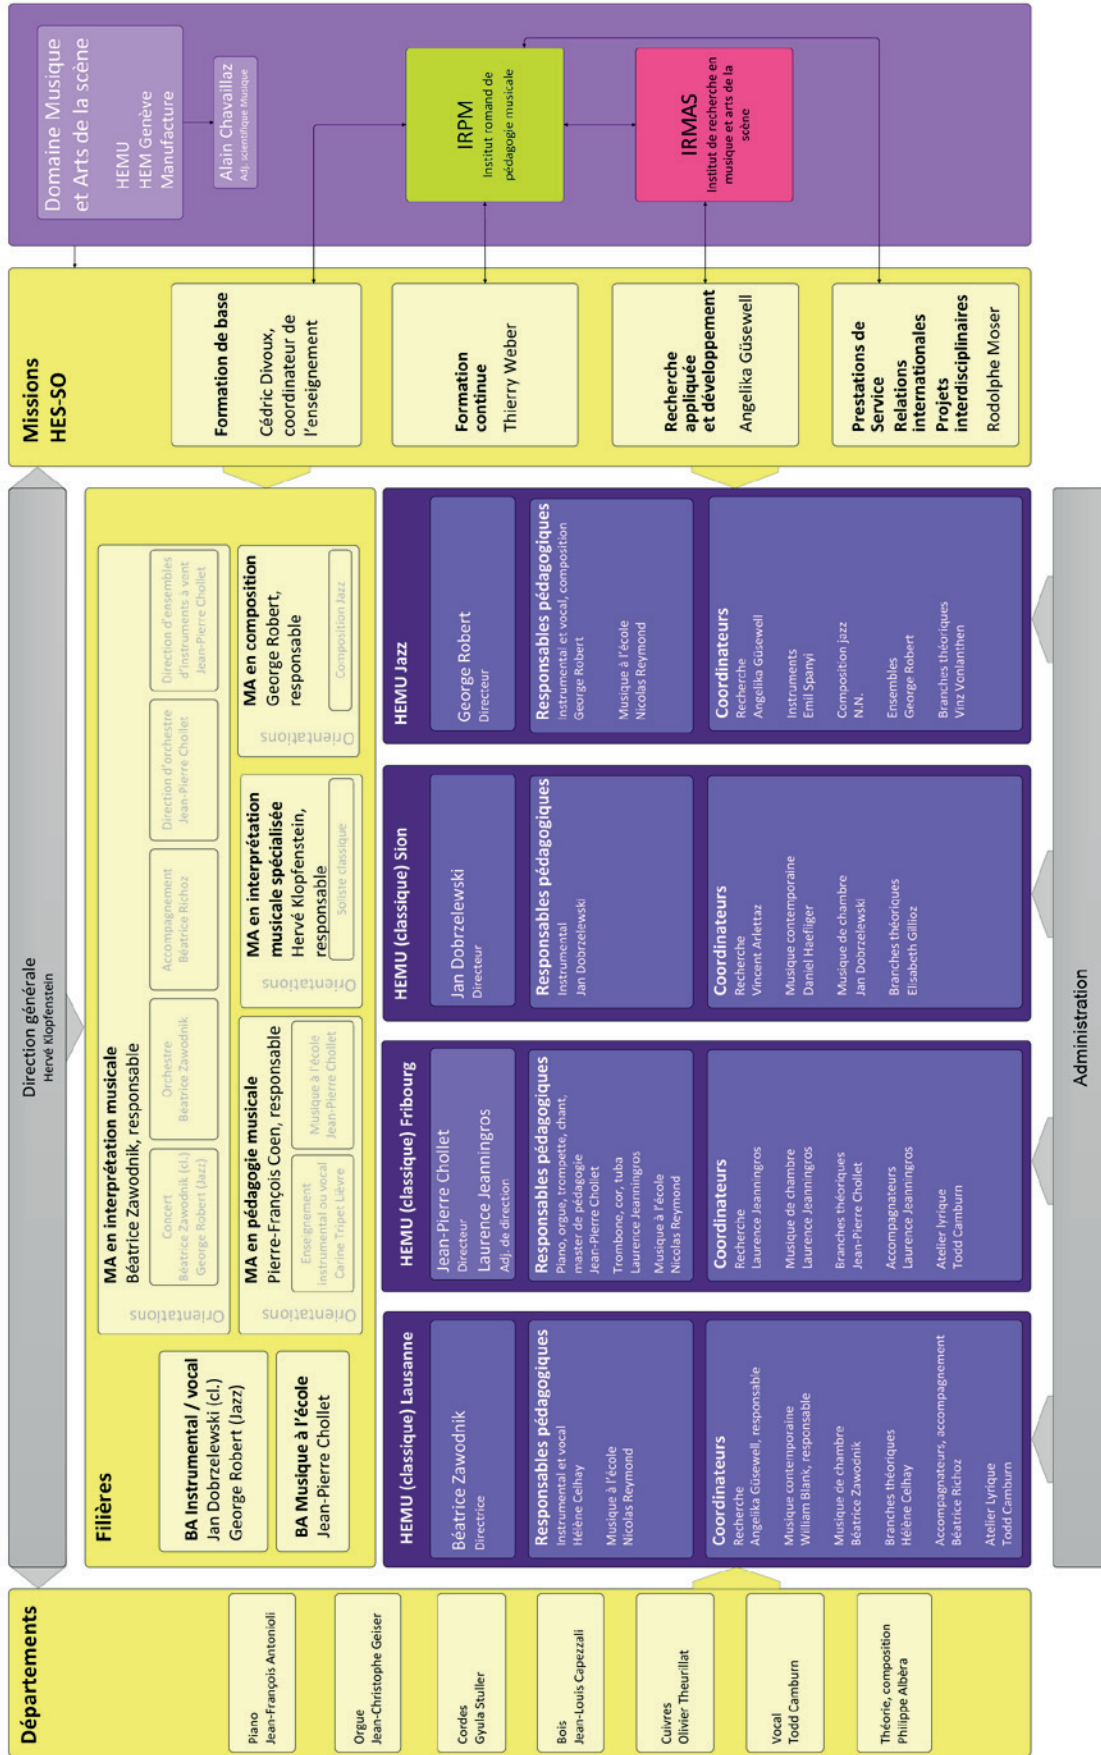 Direction générale
Hervé Klopfenstein
Départements
Piano
Jean-François Antonioli
Orgue
Jean-Christophe Geiser
Cordes
Gyula Stuller
Bois
Jean-Louis Capezzali
Cuivres
Olivier Theurillat
Vocal
Todd Camburn
Théorie, composition
Philippe Albèra
Filières
BA Instrumental / vocal
Jan Dobrzelewski (cl.)
George Robert (Jazz)
BA Musique à l'école
Jean-Pierre Chollet
MA en interprétation musicale
Béatrice Zawodnik, responsable
Orientations
Concert
Béatrice Zawodnik (cl.)
George Robert (Jazz)
Orchestre
Béatrice Zawodnik
Accompagnement
Béatrice Richoz
Direction d'orchestre
Jean-Pierre Chollet
Direction d'ensembles
d'instruments à vent
Jean-Pierre Chollet
MA en pédagogie musicale
Pierre-François Coen, responsable
Orientations
Enseignement
instrumental ou vocal
Carine Tripet Lièvre
Musique à l'école
Jean-Pierre Chollet
MA en interprétation
musicale spécialisée
Hervé Klopfenstein,
responsable
Orientations
Soliste classique
MA en composition
George Robert,
responsable
Orientations
Composition Jazz
HEMU (classique) Lausanne
Béatrice Zawodnik
Directrice
Responsables pédagogiques
Instrumental et vocal
Hélène Celhay
Musique à l'école
Nicolas Reymond
Coordinateurs
Recherche
Angelika Güsewell, responsable
Musique contemporaine
William Blank, responsable
Musique de chambre
Béatrice Zawodnik
Branches théoriques
Hélène Celhay
Accompagnateurs, accompagnement
Béatrice Richoz
Atelier Lyrique
Todd Camburn
HEMU (classique) Fribourg
Jean-Pierre Chollet
Directeur
Laurence Jeanningros
Adj. de direction
Responsables pédagogiques
Piano, orgue, trompette, chant,
master de pédagogie
Jean-Pierre Chollet
Trombone, cor, tuba
Laurence Jeanningros
Musique à l'école
Nicolas Reymond
Coordinateurs
Recherche
Laurence Jeanningros
Musique de chambre
Laurence Jeanningros
Branches théoriques
Jean-Pierre Chollet
Accompagnateurs
Laurence Jeanningros
Atelier lyrique
Todd Camburn
HEMU (classique) Sion
Jan Dobrzelewski
Directeur
Responsables pédagogiques
Instrumental
Jan Dobrzelewski
Coordinateurs
Recherche
Vincent Arlettaz
Musique contemporaine
Daniel Haefliger
Musique de chambre
Jan Dobrzelewski
Branches théoriques
Elisabeth Gillioz
HEMU Jazz
George Robert
Directeur
Responsables pédagogiques
Instrumental et vocal, composition
George Robert
Musique à l'école
Nicolas Reymond
Coordinateurs
Recherche
Angelika Güsewell
Instruments
Emil Spanyi
Composition jazz
N.N.
Ensembles
George Robert
Branches théoriques
Vinz Vonlanthen
Administration
Missions
HES-SO
Formation de base
Cédric Divoux,
coordinateur de
l'enseignement
Formation
continue
Thierry Weber
Recherche
appliquée
et développement
Angelika Güsewell
Prestations de
Service
Relations
internationales
Projets
interdisciplinaires
Rodolphe Moser
Domaine Musique
et Arts de la scène
HEMU
HEM Genève
Manufacture
Alain Chavaillaz
Adj. scientifique Musique
IRPM
Institut romand de
pédagogie musicale
IRMAS
Institut de recherche en
musique et arts de la
scène